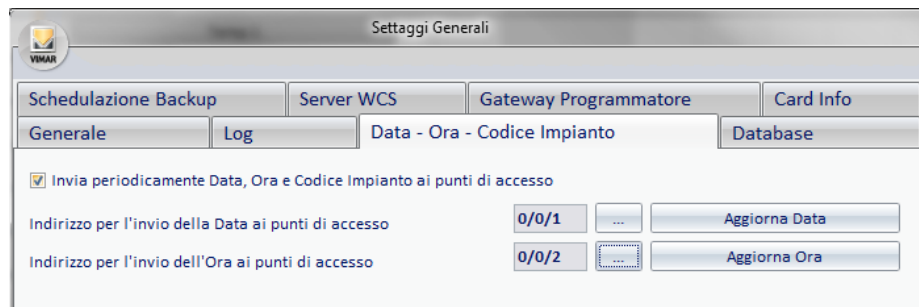 Settaggi Generali
VIMAR
Schedulazione Backup Server WCS Gateway Programmatore Card Info
Generale Log Data - Ora - Codice Impianto Database
Invia periodicamente Data, Ora e Codice Impianto ai punti di accesso
Indirizzo per l'invio della Data ai punti di accesso 0/0/1 ... Aggiorna Data
Indirizzo per l'invio dell'Ora ai punti di accesso 0/0/2 ... Aggiorna Ora